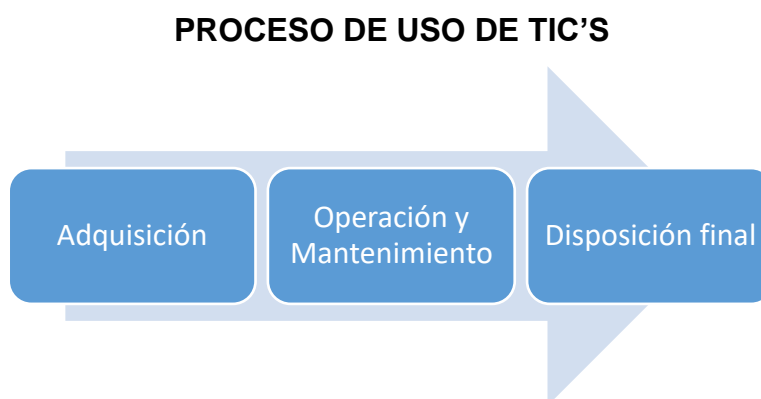 PROCESO DE USO DE TIC’S
Adquisición
Operación y
Mantenimiento
Disposición final